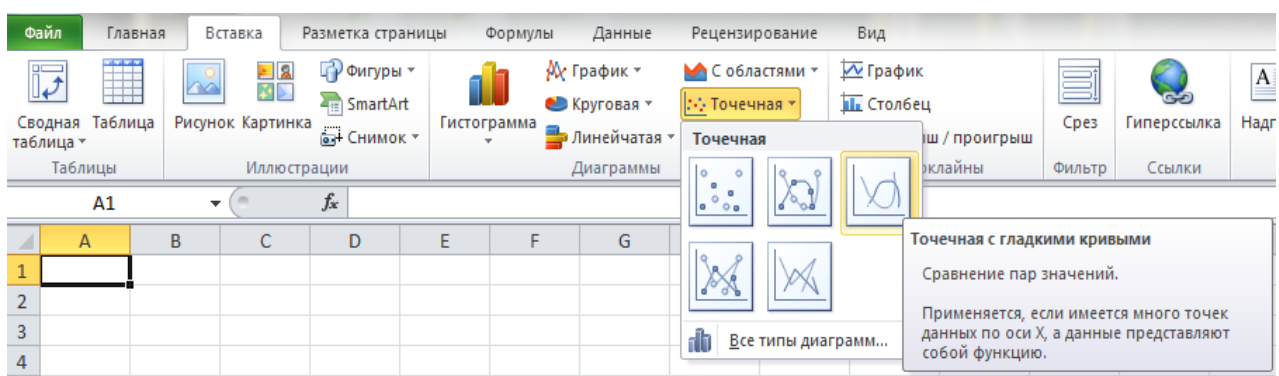 Файл Главная Вставка Разметка страницы Формулы Данные Рецензирование Вид
График С областями График
Фигуры
SmartArt Круговая Точечная Столбец
Сводная таблица Таблица Рисунок Картинка Снимок Гистограмма Линейчатая / проигрыш Срез Гиперссылка
Таблицы Иллюстрации Диаграммы Фильтр Ссылки
Точечная
A1 fx
A B C D E F G
1
2
3
4
Точечная с гладкими кривыми
Сравнение пар значений.
Применяется, если имеется много точек
данных по оси X, а данные представляют
собой функцию.
Все типы диаграмм...